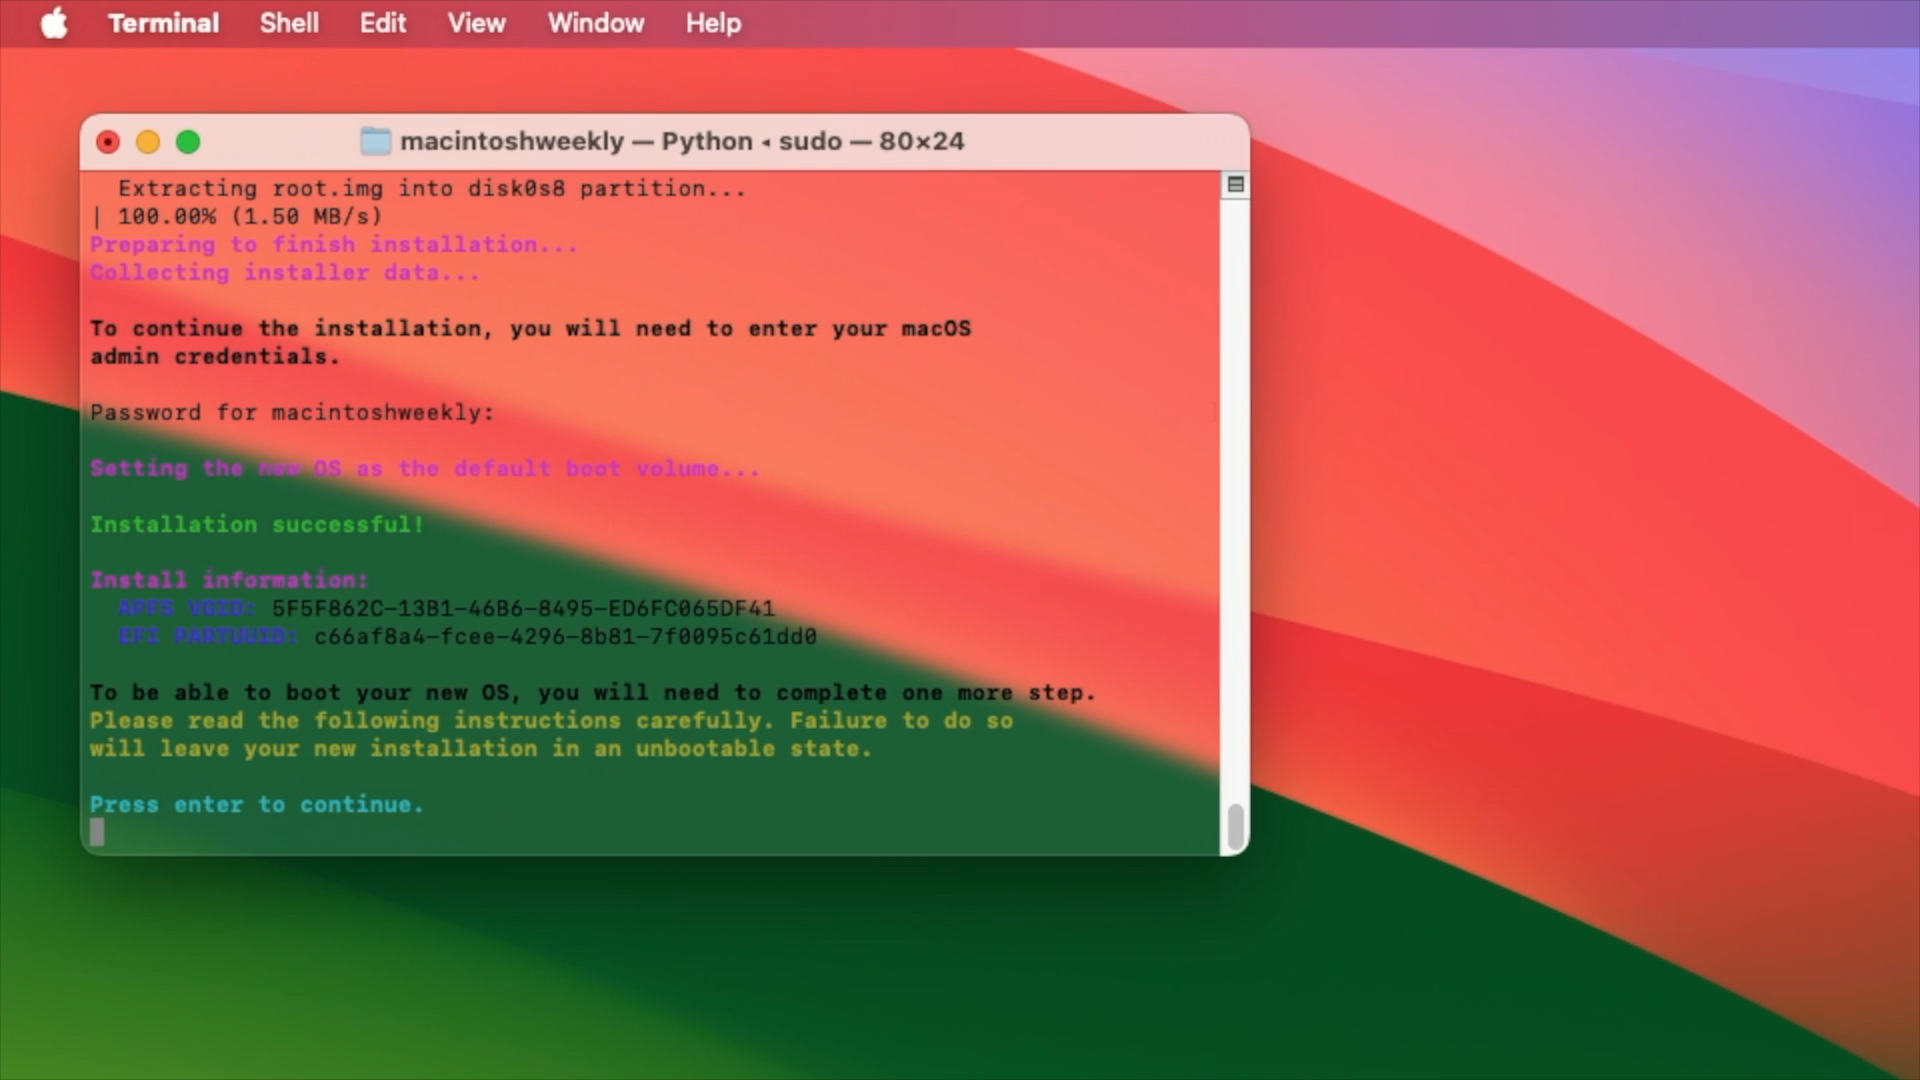 Terminal Shell Edit View Window Help
macintoshweekly — Python ◂ sudo — 80×24
Extracting root.img into disk0s8 partition...
| 100.00% (1.50 MB/s)
Preparing to finish installation...
Collecting installer data...
To continue the installation, you will need to enter your macOS
admin credentials.
Password for macintoshweekly:
Setting the new OS as the default boot volume...
Installation successful!
Install information:
APFS VGID: 5F5F862C-13B1-46B6-8495-ED6FC065DF41
EFI PARTUUID: c66af8a4-fcee-4296-8b81-7f0095c61dd0
To be able to boot your new OS, you will need to complete one more step.
Please read the following instructions carefully. Failure to do so
will leave your new installation in an unbootable state.
Press enter to continue.